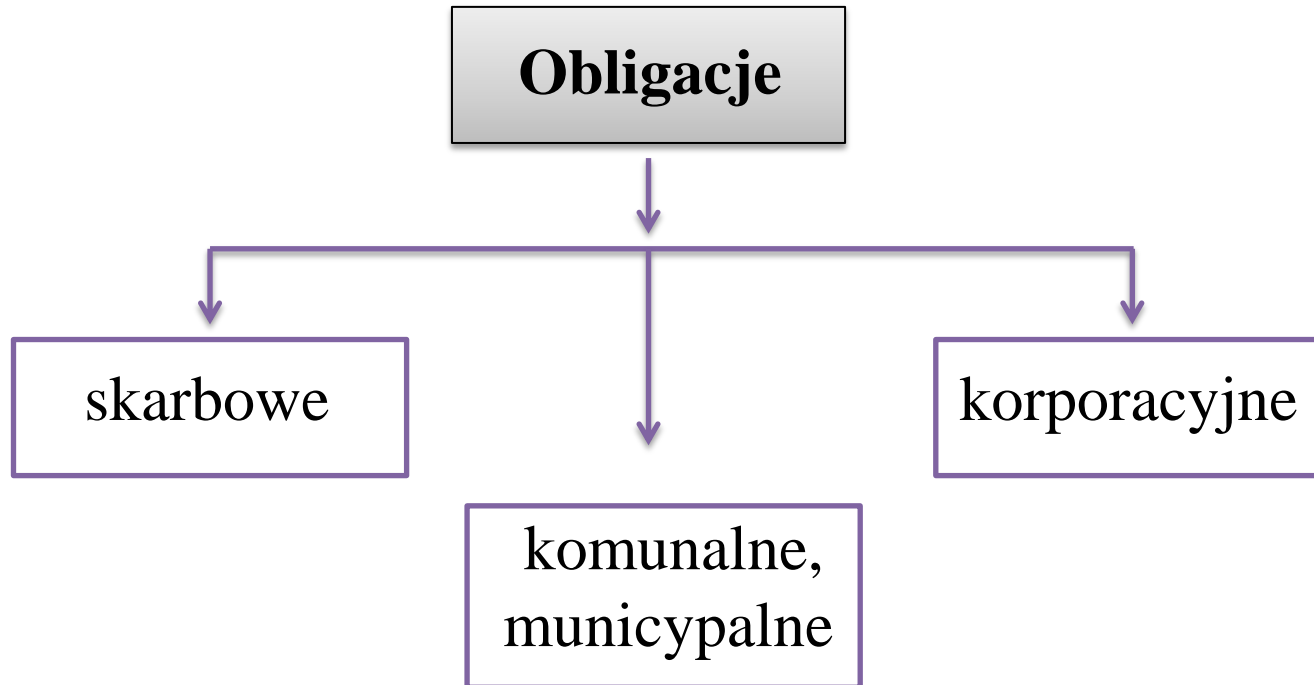 Obligacje
skarbowe
korporacyjne
komunalne,
municypalne